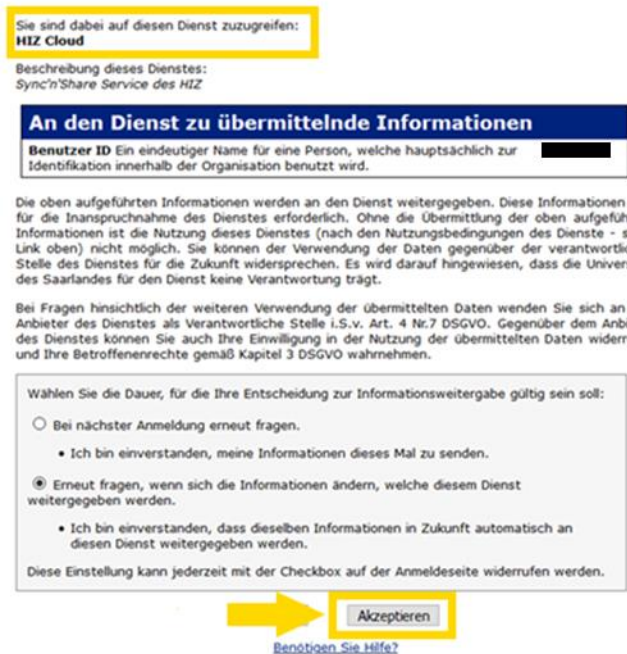 Sie sind dabei auf diesen Dienst zuzugreifen:
HIZ Cloud
Beschreibung dieses Dienstes:
Sync'n'Share Service des HIZ
An den Dienst zu übermittelnde Informationen
Benutzer ID Ein eindeutiger Name für eine Person, welche hauptsächlich zur
Identifikation innerhalb der Organisation benutzt wird.
Die oben aufgeführten Informationen werden an den Dienst weitergegeben. Diese Informationen
für die Inanspruchnahme des Dienstes erforderlich. Ohne die Übermittlung der oben aufgefüh
Informationen ist die Nutzung dieses Dienstes (nach den Nutzungsbedingungen des Dienste - s
Link oben) nicht möglich. Sie können der Verwendung der Daten gegenüber der verantwortlic
Stelle des Dienstes für die Zukunft widersprechen. Es wird darauf hingewiesen, dass die Univers
des Saarlandes für den Dienst keine Verantwortung trägt.
Bei Fragen hinsichtlich der weiteren Verwendung der übermittelten Daten wenden Sie sich an
Anbieter des Dienstes als Verantwortliche Stelle i.S.v. Art. 4 Nr.7 DSGVO. Gegenüber dem Anbi
des Dienstes können Sie auch Ihre Einwilligung in der Nutzung der übermittelten Daten widerr
und Ihre Betroffenenrechte gemäß Kapitel 3 DSGVO wahrnehmen.
Wählen Sie die Dauer, für die Ihre Entscheidung zur Informationsweitergabe gültig sein soll:
Bei nächster Anmeldung erneut fragen.
• Ich bin einverstanden, meine Informationen dieses Mal zu senden.
Erneut fragen, wenn sich die Informationen ändern, welche diesem Dienst
weitergegeben werden.
• Ich bin einverstanden, dass dieselben Informationen in Zukunft automatisch an
diesen Dienst weitergegeben werden.
Diese Einstellung kann jederzeit mit der Checkbox auf der Anmeldeseite widerrufen werden.
Akzeptieren
Benötigen Sie Hilfe?